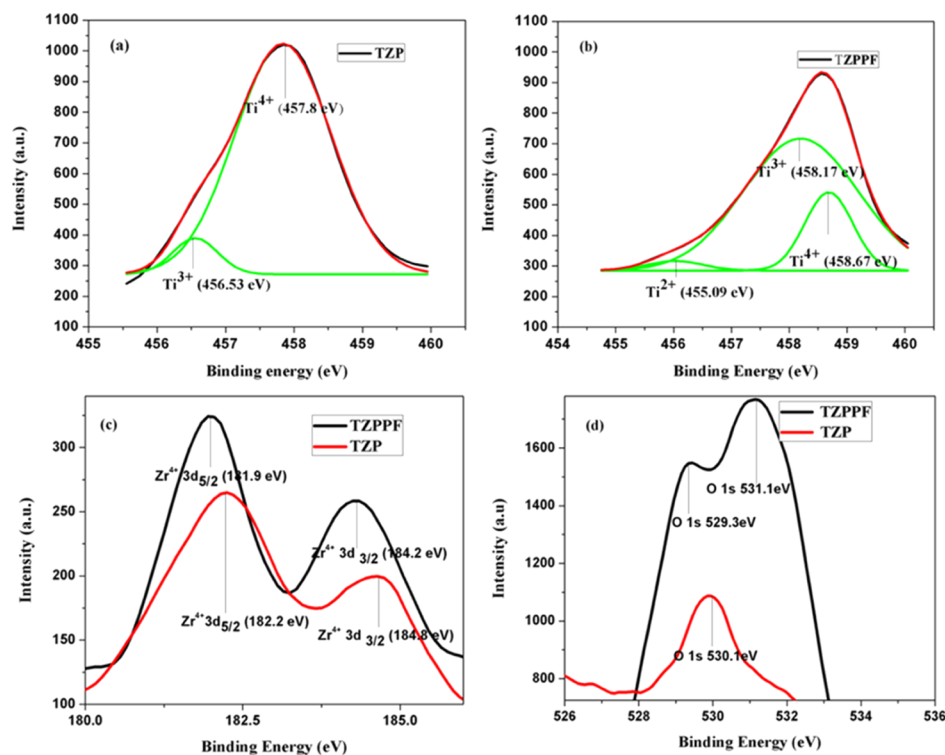 (a)
TZP
Ti4+ (457.8 eV)
Ti3+ (456.53 eV)
1100
1000
900
800
700
600
500
400
300
200
100
455 456 457 458 459 460
Intensity (a.u.)
Binding energy (eV)
(b)
TZPPF
Ti3+ (458.17 eV)
Ti4+ (458.67 eV)
Ti2+ (455.09 eV)
1100
1000
900
800
700
600
500
400
300
200
100
454 455 456 457 458 459 460 461
Intensity (a.u.)
Binding Energy (eV)
(c)
TZPPF
TZP
Zr4+ 3d5/2 (181.9 eV)
Zr4+ 3d 3/2 (184.2 eV)
Zr4+ 3d5/2 (182.2 eV)
Zr4+ 3d 3/2 (184.8 eV)
300
250
200
150
100
180.0 182.5 185.0
Intensity (a.u.)
Binding Energy (eV)
(d)
TZPPF
TZP
O 1s 531.1eV
O 1s 529.3eV
O 1s 530.1eV
1600
1400
1200
1000
800
526 528 530 532 534 536
Intensity (a.u)
Binding Energy (eV)